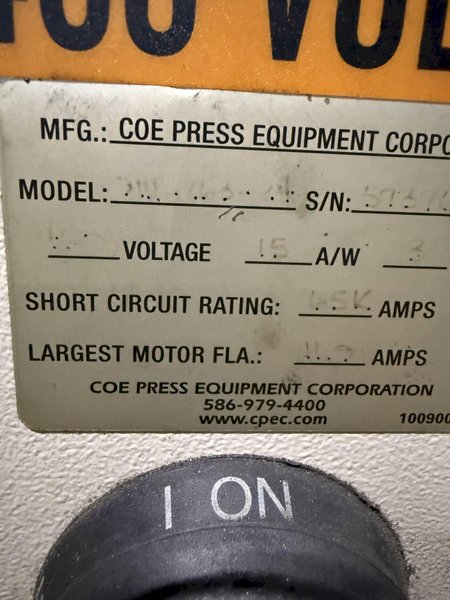 MFG.: COE PRESS EQUIPMENT CORPO
MODEL: S/N:
VOLTAGE 15 A/W 3
SHORT CIRCUIT RATING: 65K AMPS
LARGEST MOTOR FLA.: AMPS
COE PRESS EQUIPMENT CORPORATION
586-979-4400
www.cpec.com 100900
I ON